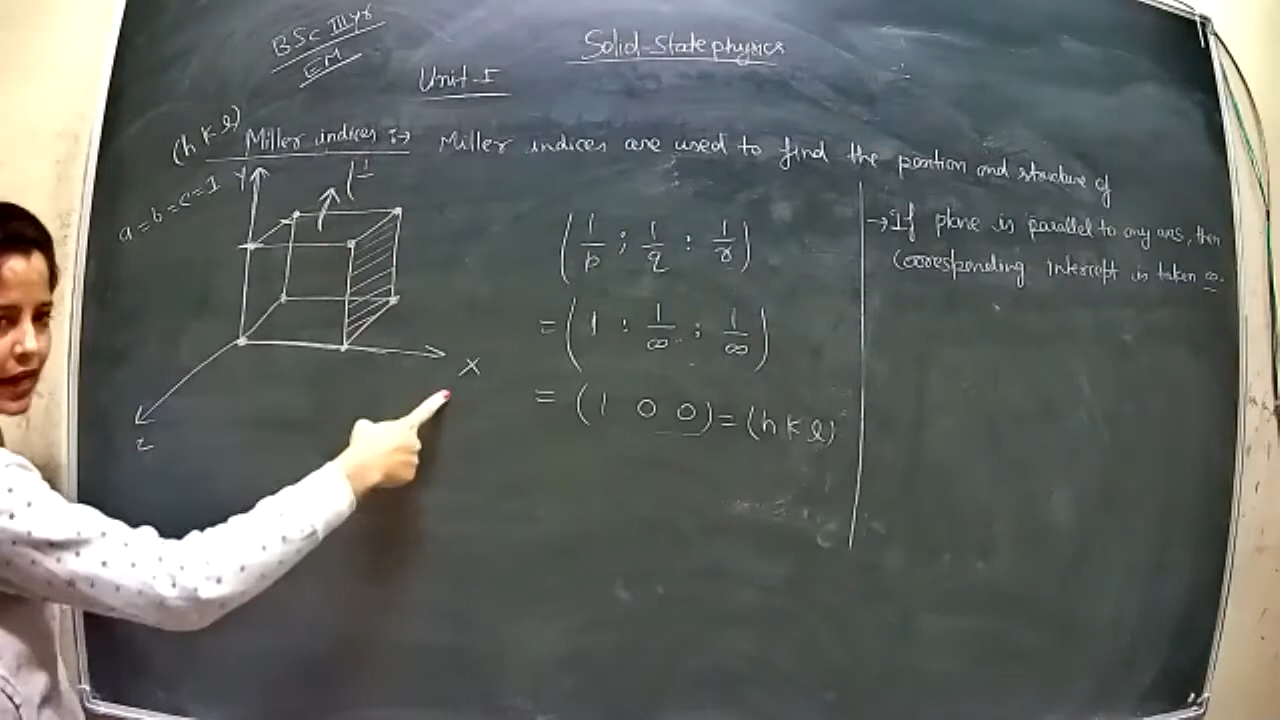 BSc III yr
EM
Solid-State physics
Unit-I
(h k l)
Miller indices :→ Miller indices are used to find the position and structure of
a = b = c = 1
Y
X
Z
(1/p : 1/q : 1/r)
= (1 : 1/∞ : 1/∞)
= (1 0 0) = (h k l)
→ If plane is parallel to any axis, then
corresponding intercept is taken ∞.